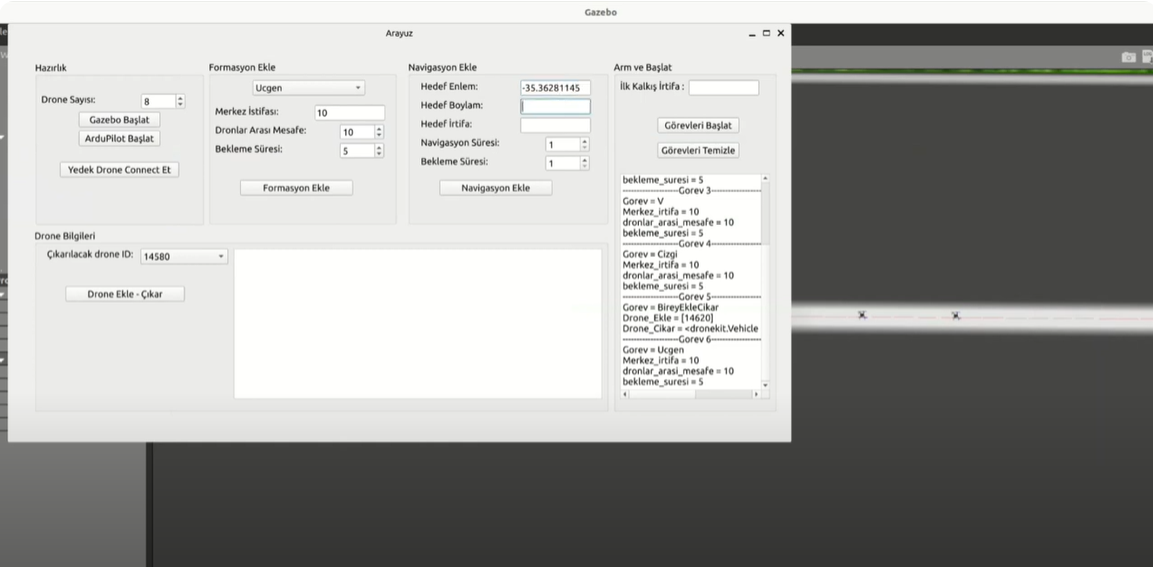 Gazebo
Arayuz
Hazırlık
Drone Sayısı:
8
Gazebo Başlat
ArduPilot Başlat
Yedek Drone Connect Et
Formasyon Ekle
Ucgen
Merkez İstifası:
10
Dronlar Arası Mesafe:
10
Bekleme Süresi:
5
Formasyon Ekle
Navigasyon Ekle
Hedef Enlem:
-35.36281145
Hedef Boylam:
Hedef İrtifa:
Navigasyon Süresi:
1
Bekleme Süresi:
1
Navigasyon Ekle
Arm ve Başlat
İlk Kalkış İrtifa :
Görevleri Başlat
Görevleri Temizle
bekleme_suresi = 5
-----------------Gorev 3---------------
Gorev = V
Merkez_irtifa = 10
dronlar_arasi_mesafe = 10
bekleme_suresi = 5
-----------------Gorev 4---------------
Gorev = Cizgi
Merkez_irtifa = 10
dronlar_arasi_mesafe = 10
bekleme_suresi = 5
-----------------Gorev 5---------------
Gorev = BireyEkleCikar
Drone_Ekle = [14620]
Drone_Cikar = <dronekit.Vehicle
-----------------Gorev 6---------------
Gorev = Ucgen
Merkez_irtifa = 10
dronlar_arasi_mesafe = 10
bekleme_suresi = 5
Drone Bilgileri
Çıkarılacak drone ID:
14580
Drone Ekle - Çıkar